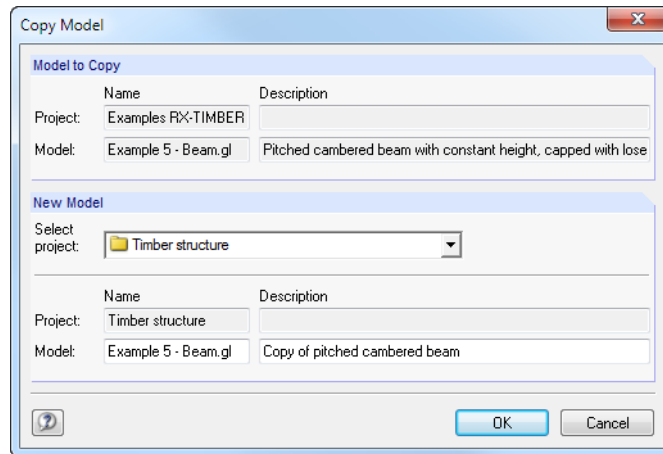 Copy Model
Model to Copy
Name Description
Project: Examples RX-TIMBER
Model: Example 5 - Beam.gl Pitched cambered beam with constant height, capped with lose
New Model
Select
project: Timber structure
Name Description
Project: Timber structure
Model: Example 5 - Beam.gl Copy of pitched cambered beam
OK Cancel